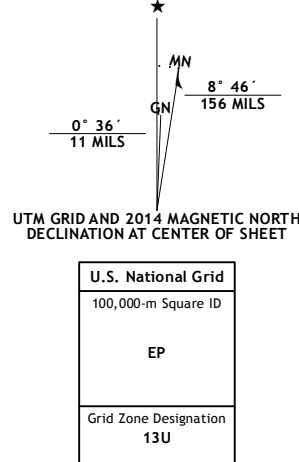 ★
MN
GN
8° 46´
156 MILS
0° 36´
11 MILS
UTM GRID AND 2014 MAGNETIC NORTH
DECLINATION AT CENTER OF SHEET
U.S. National Grid
100,000-m Square ID
EP
Grid Zone Designation
13U